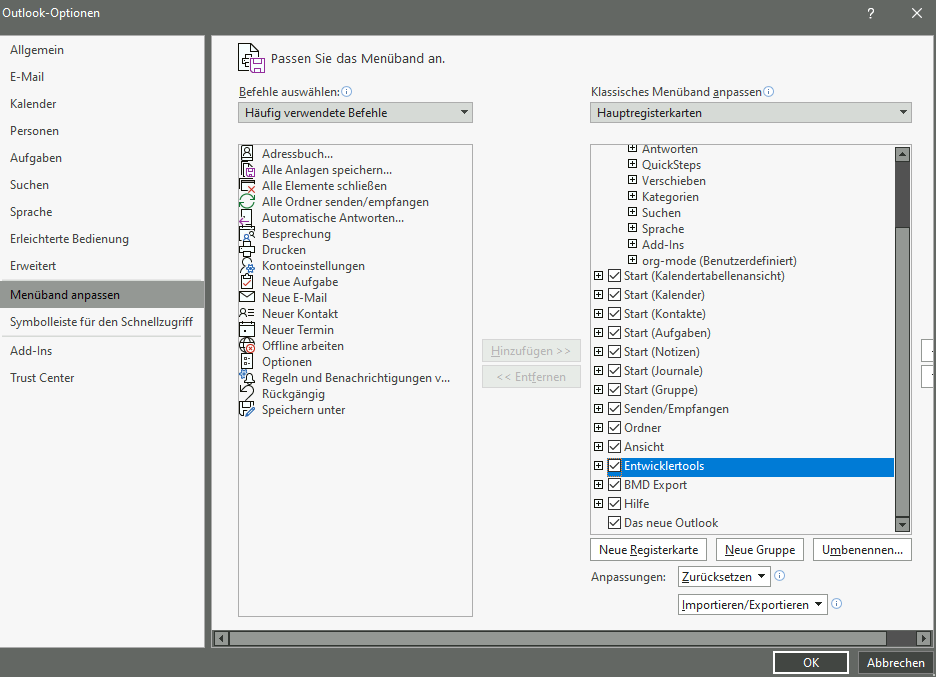 Outlook-Optionen
?
Allgemein
E-Mail
Kalender
Personen
Aufgaben
Suchen
Sprache
Erleichterte Bedienung
Erweitert
Menüband anpassen
Symbolleiste für den Schnellzugriff
Add-Ins
Trust Center
Passen Sie das Menüband an.
Befehle auswählen:
Häufig verwendete Befehle
Adressbuch...
Alle Anlagen speichern...
Alle Elemente schließen
Alle Ordner senden/empfangen
Automatische Antworten...
Besprechung
Drucken
Kontoeinstellungen
Neue Aufgabe
Neue E-Mail
Neuer Kontakt
Neuer Termin
Offline arbeiten
Optionen
Regeln und Benachrichtigungen v...
Rückgängig
Speichern unter
Hinzufügen >>
<< Entfernen
Klassisches Menüband anpassen
Hauptregisterkarten
Antworten
QuickSteps
Verschieben
Kategorien
Suchen
Sprache
Add-Ins
org-mode (Benutzerdefiniert)
Start (Kalendertabellenansicht)
Start (Kalender)
Start (Kontakte)
Start (Aufgaben)
Start (Notizen)
Start (Journale)
Start (Gruppe)
Senden/Empfangen
Ordner
Ansicht
Entwicklertools
BMD Export
Hilfe
Das neue Outlook
Neue Registerkarte
Neue Gruppe
Umbenennen...
Anpassungen:
Zurücksetzen
Importieren/Exportieren
OK
Abbrechen